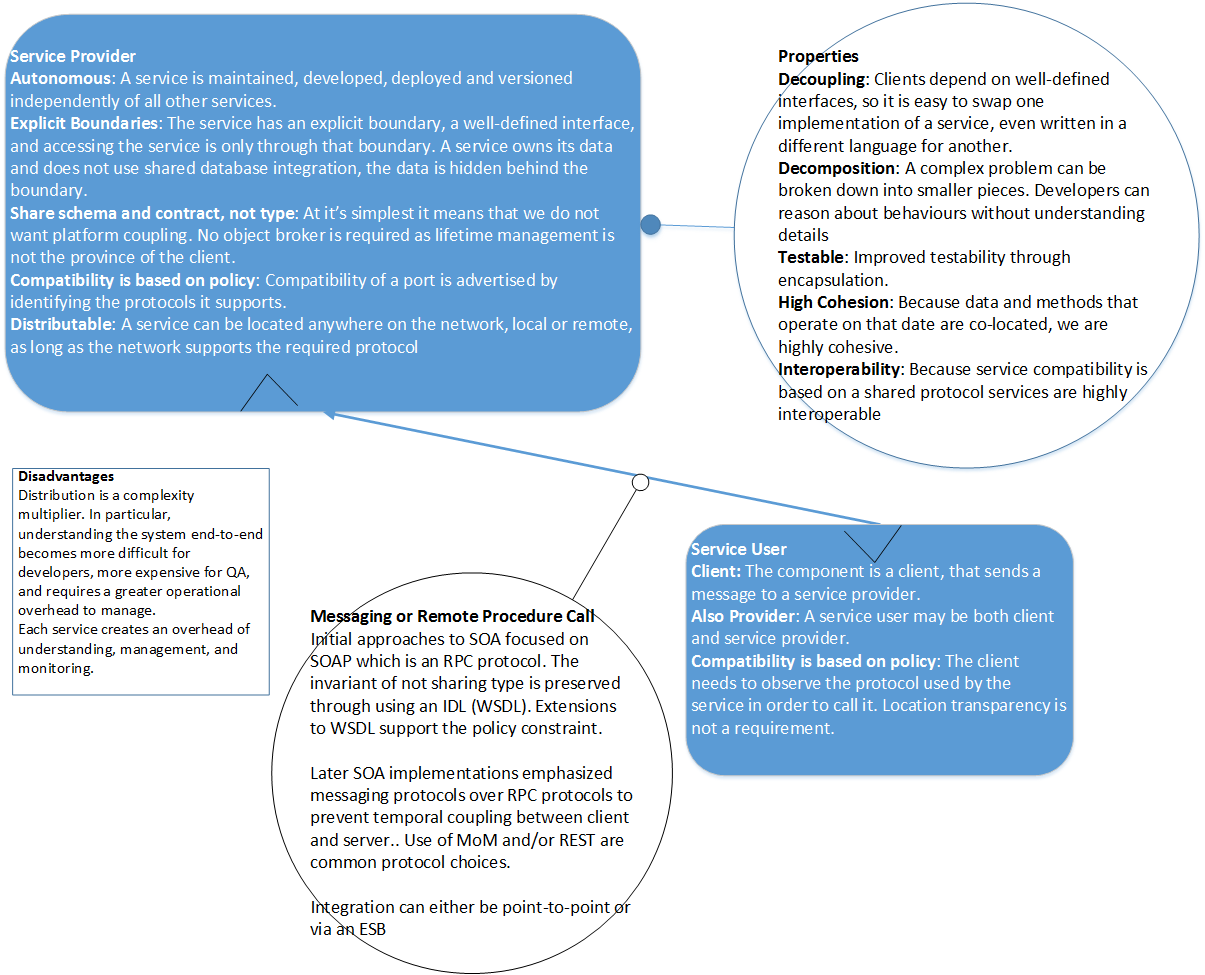 Service Provider
Autonomous: A service is maintained, developed, deployed and versioned
independently of all other services.
Explicit Boundaries: The service has an explicit boundary, a well-defined interface,
and accessing the service is only through that boundary. A service owns its data
and does not use shared database integration, the data is hidden behind the
boundary.
Share schema and contract, not type: At it’s simplest it means that we do not
want platform coupling. No object broker is required as lifetime management is
not the province of the client.
Compatibility is based on policy: Compatibility of a port is advertised by
identifying the protocols it supports.
Distributable: A service can be located anywhere on the network, local or remote,
as long as the network supports the required protocol
Properties
Decoupling: Clients depend on well-defined
interfaces, so it is easy to swap one
implementation of a service, even written in a
different language for another.
Decomposition: A complex problem can be
broken down into smaller pieces. Developers can
reason about behaviours without understanding
details
Testable: Improved testability through
encapsulation.
High Cohesion: Because data and methods that
operate on that date are co-located, we are
highly cohesive.
Interoperability: Because service compatibility is
based on a shared protocol services are highly
interoperable
Disadvantages
Distribution is a complexity
multiplier. In particular,
understanding the system end-to-end
becomes more difficult for
developers, more expensive for QA,
and requires a greater operational
overhead to manage.
Each service creates an overhead of
understanding, management, and
monitoring.
Messaging or Remote Procedure Call
Initial approaches to SOA focused on
SOAP which is an RPC protocol. The
invariant of not sharing type is preserved
through using an IDL (WSDL). Extensions
to WSDL support the policy constraint.
Later SOA implementations emphasized
messaging protocols over RPC protocols to
prevent temporal coupling between client
and server.. Use of MoM and/or REST are
common protocol choices.
Integration can either be point-to-point or
via an ESB
Service User
Client: The component is a client, that sends a
message to a service provider.
Also Provider: A service user may be both client
and service provider.
Compatibility is based on policy: The client
needs to observe the protocol used by the
service in order to call it. Location transparency is
not a requirement.